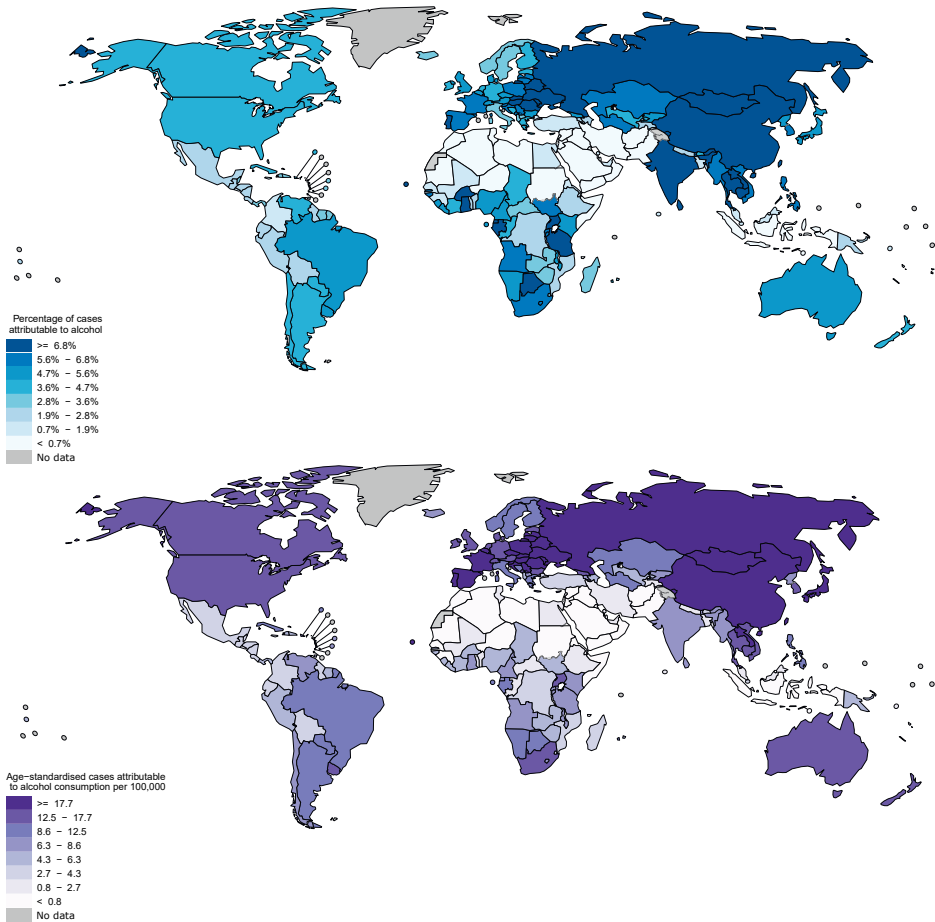 Percentage of cases
attributable to alcohol
>= 6.8%
5.6% − 6.8%
4.7% − 5.6%
3.6% − 4.7%
2.8% − 3.6%
1.9% − 2.8%
0.7% − 1.9%
< 0.7%
No data
Age−standardised cases attributable
to alcohol consumption per 100,000
>= 17.7
12.5 − 17.7
8.6 − 12.5
6.3 − 8.6
4.3 − 6.3
2.7 − 4.3
0.8 − 2.7
< 0.8
No data